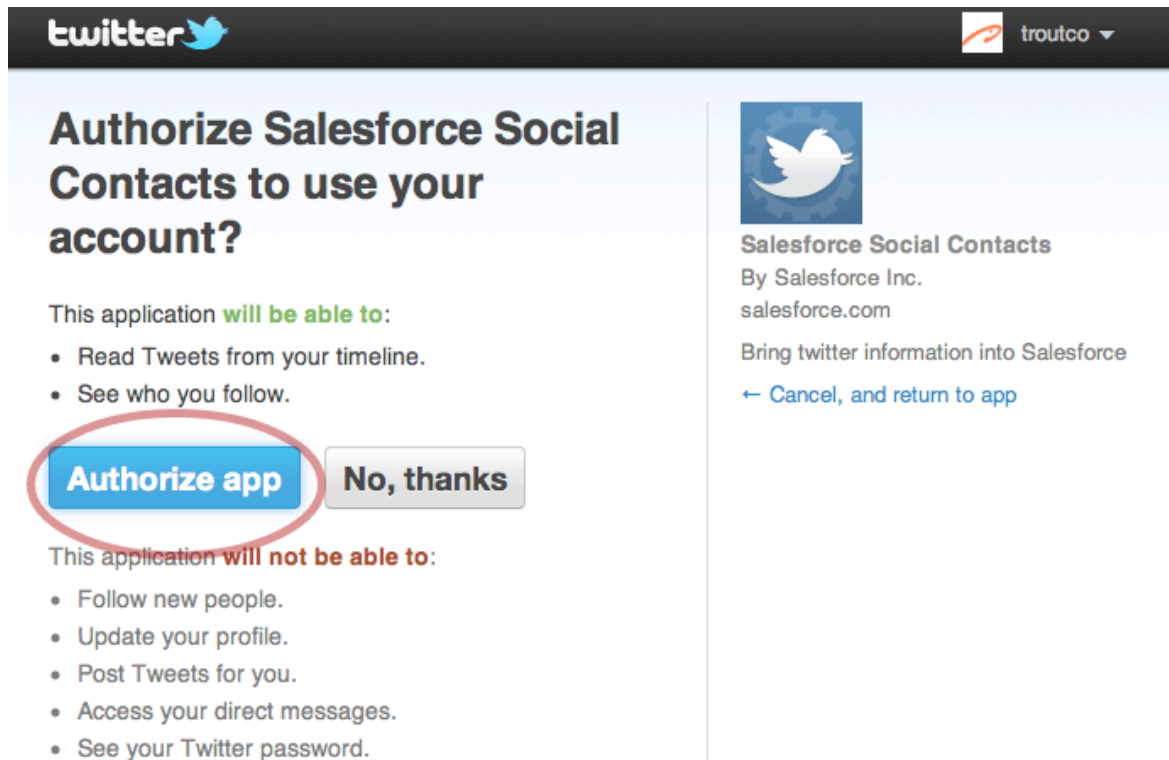 twitter
troutco
Authorize Salesforce Social
Contacts to use your
account?
This application will be able to:
• Read Tweets from your timeline.
• See who you follow.
Authorize app
No, thanks
This application will not be able to:
• Follow new people.
• Update your profile.
• Post Tweets for you.
• Access your direct messages.
• See your Twitter password.
Salesforce Social Contacts
By Salesforce Inc.
salesforce.com
Bring twitter information into Salesforce
← Cancel, and return to app